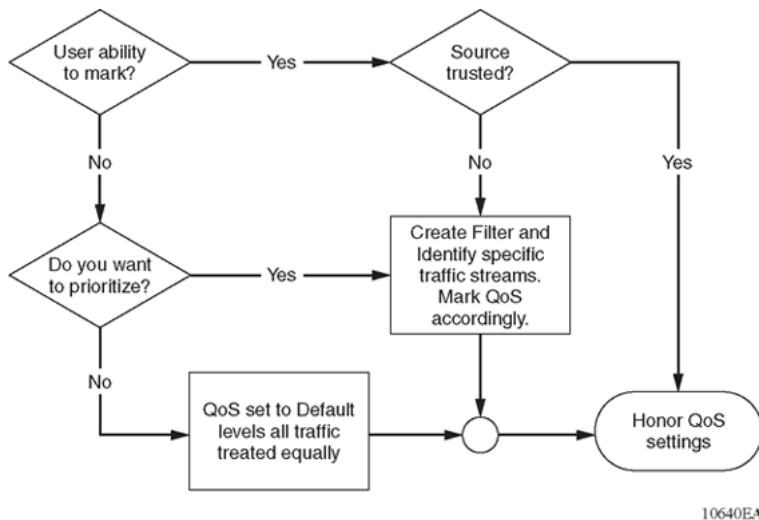 User ability
to mark?
Yes
Source
trusted?
No
No
Yes
Do you want
to prioritize?
Yes
Create Filter and
Identify specific
traffic streams.
Mark QoS
accordingly.
No
QoS set to Default
levels all traffic
treated equally
Honor QoS
settings
10640EA